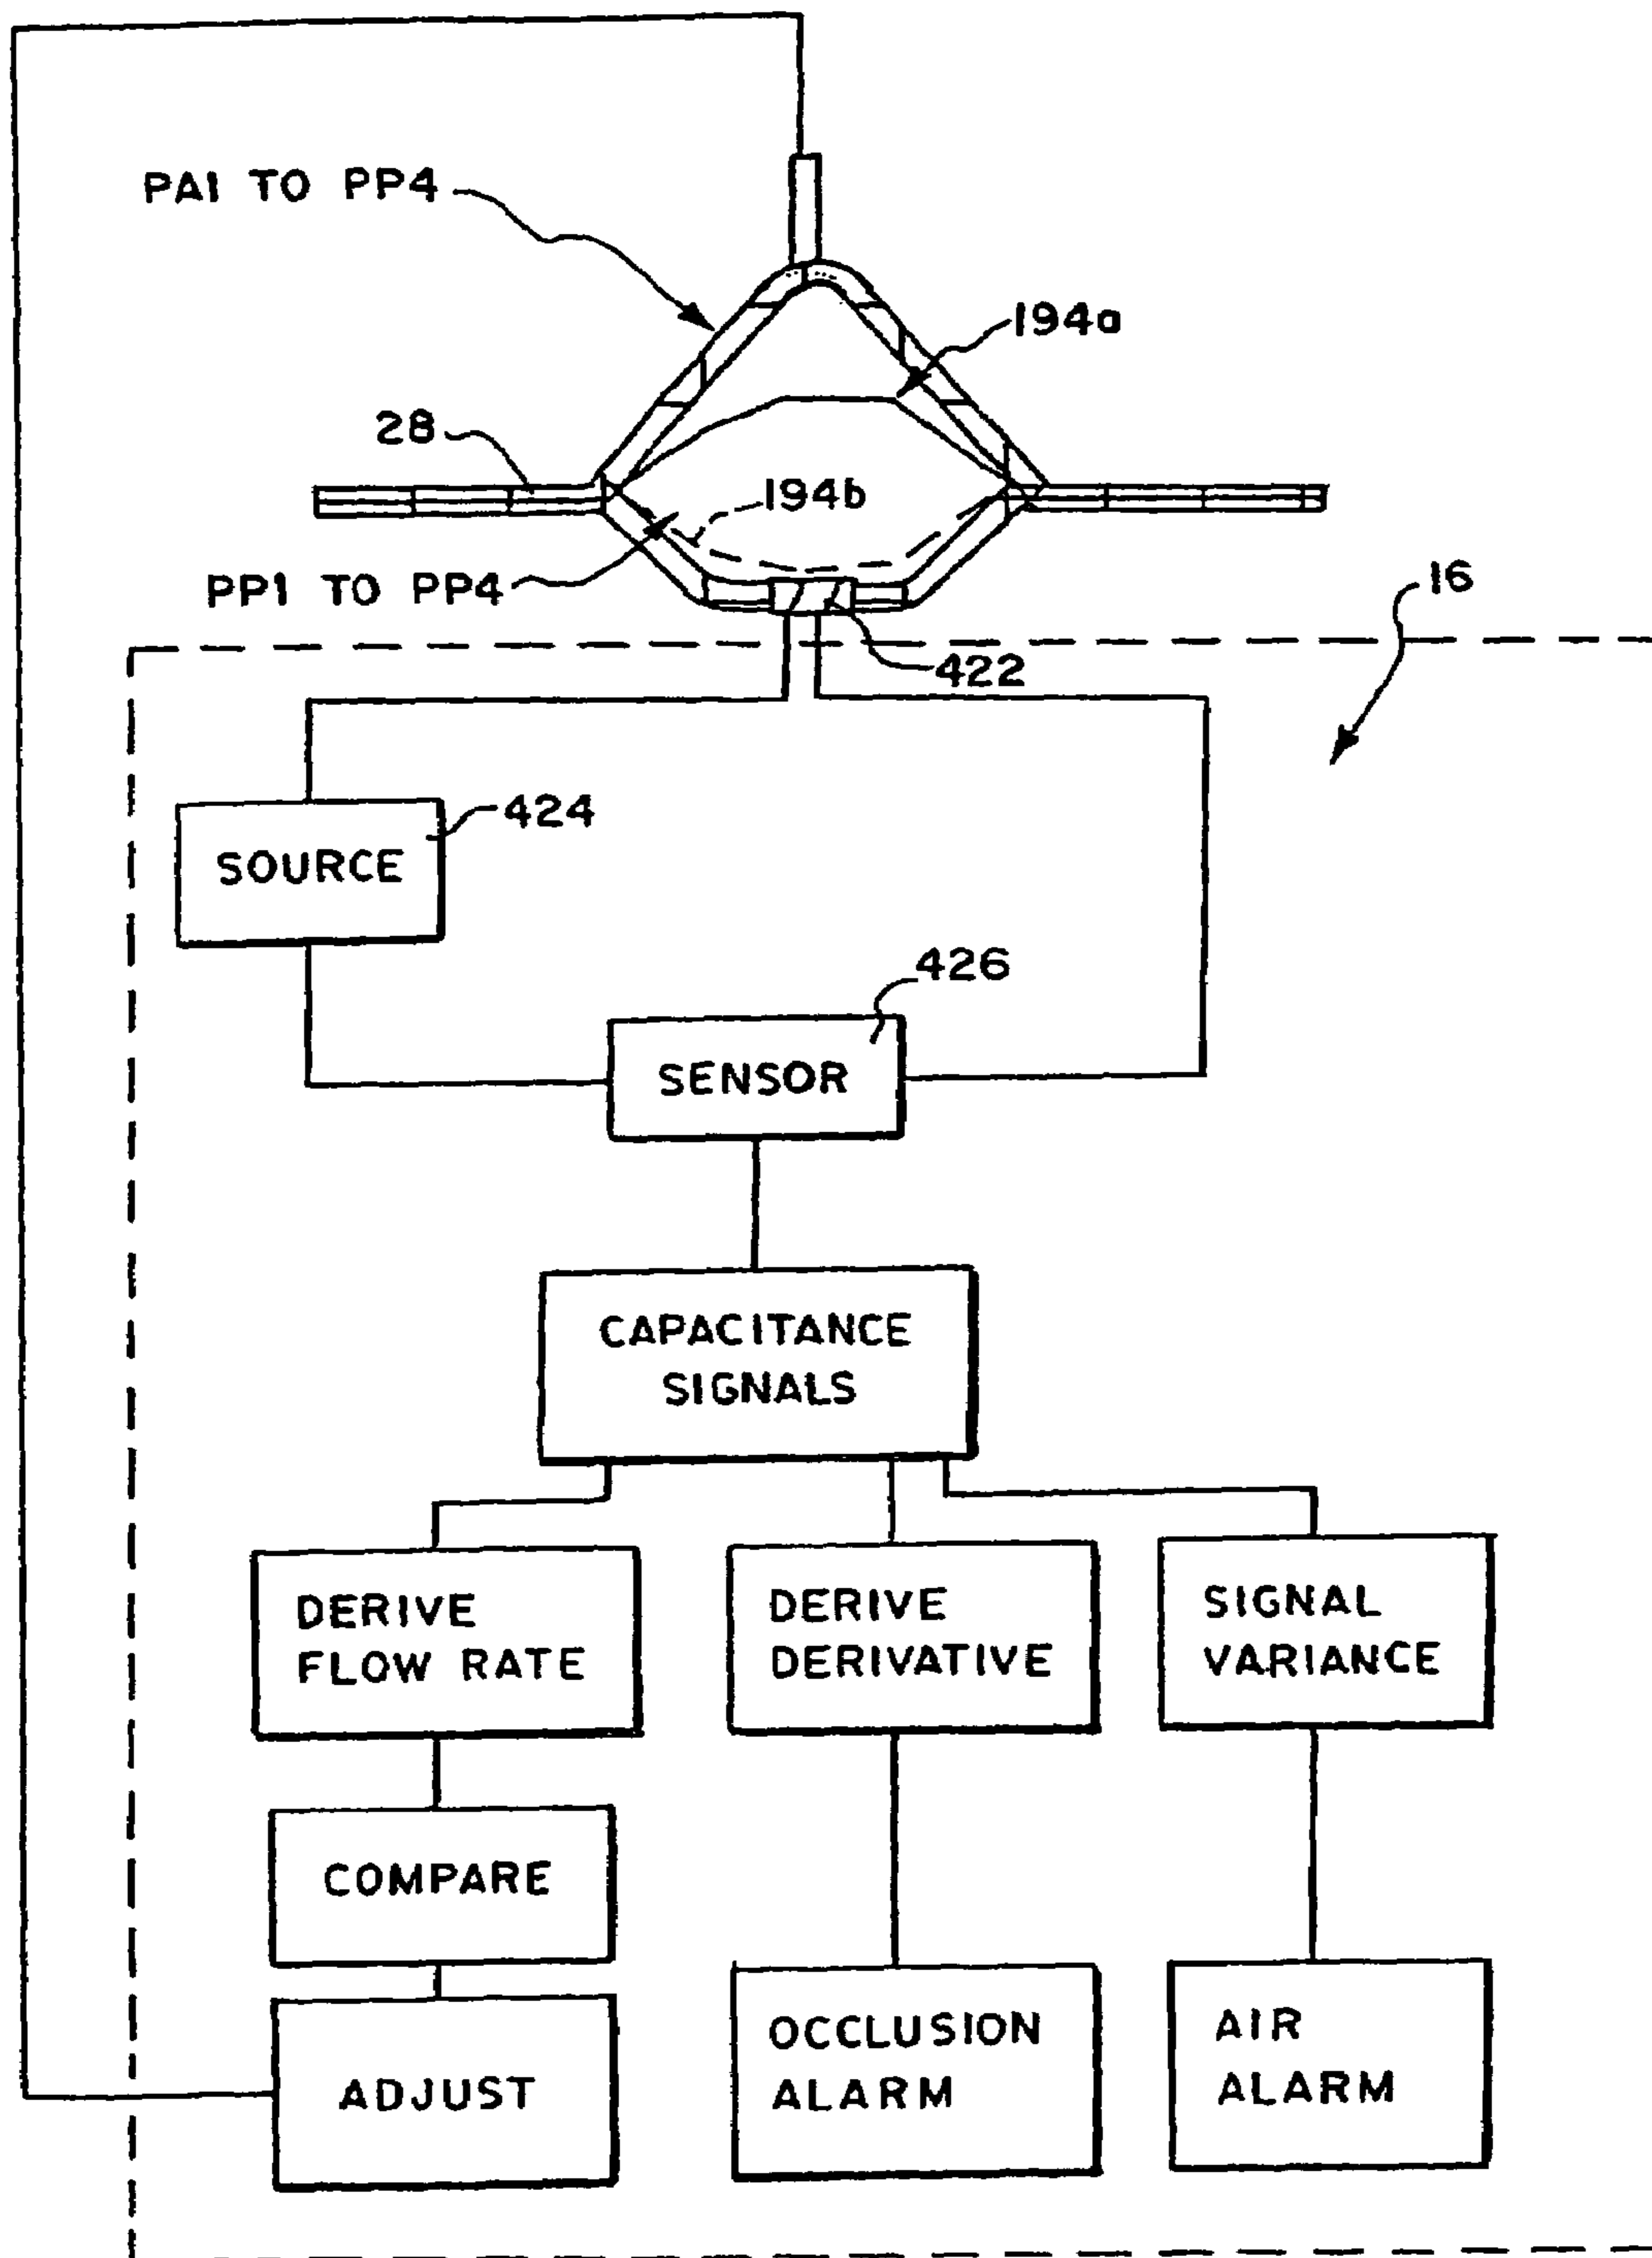 PA1 TO PP4
194a
28
194b
PP1 TO PP4
16
422
424
SOURCE
426
SENSOR
CAPACITANCE
SIGNALS
DERIVE
FLOW RATE
DERIVE
DERIVATIVE
SIGNAL
VARIANCE
COMPARE
ADJUST
OCCLUSION
ALARM
AIR
ALARM